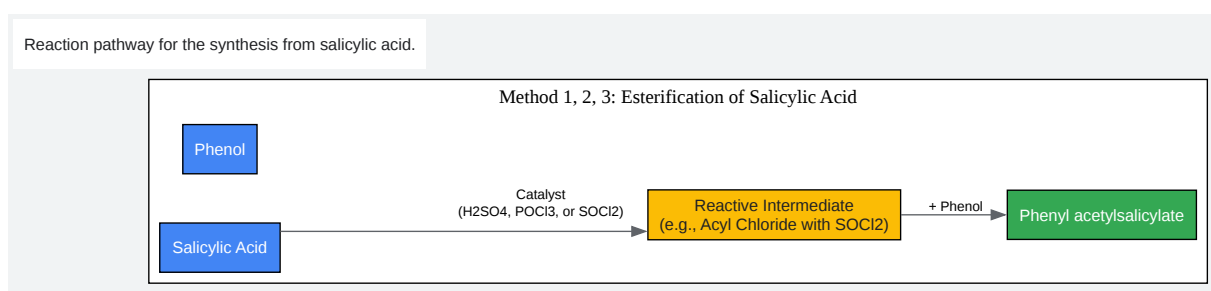 Reaction pathway for the synthesis from salicylic acid.
Method 1, 2, 3: Esterification of Salicylic Acid
Phenol
Salicylic Acid
Catalyst
(H2SO4, POCl3, or SOCl2)
Reactive Intermediate
(e.g., Acyl Chloride with SOCl2)
+ Phenol
Phenyl acetylsalicylate